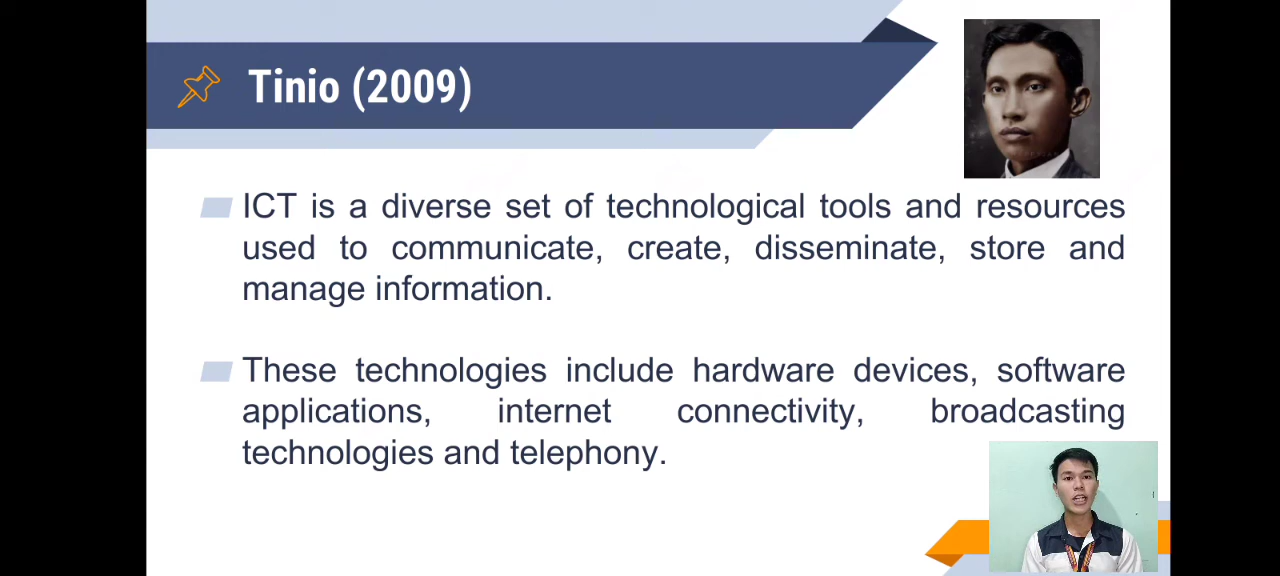 Tinio (2009)
ICT is a diverse set of technological tools and resources
used to communicate, create, disseminate, store and
manage information.
These technologies include hardware devices, software
applications, internet connectivity, broadcasting
technologies and telephony.